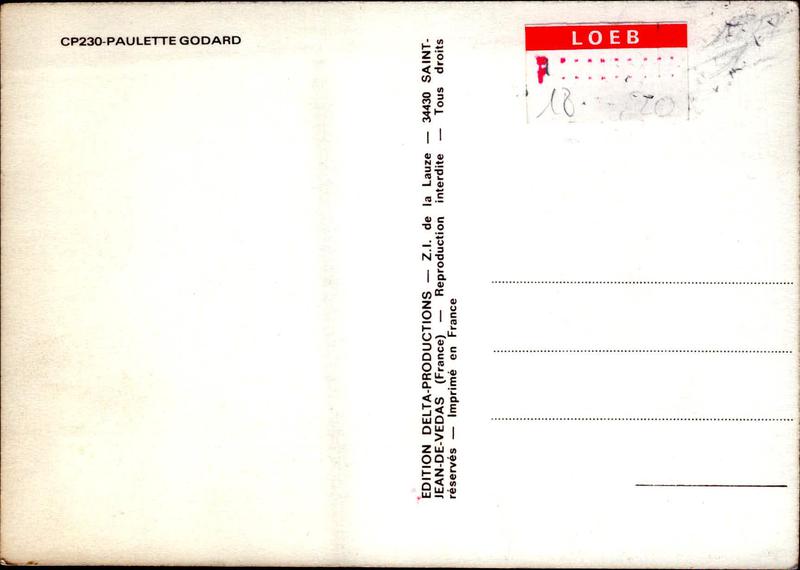 CP230-PAULETTE GODARD
LOEB
18.
EDITION DELTA-PRODUCTIONS — Z.I. de la Lauze — 34430 SAINT-
JEAN-DE-VEDAS (France) — Reproduction interdite — Tous droits
réservés — Imprimé en France